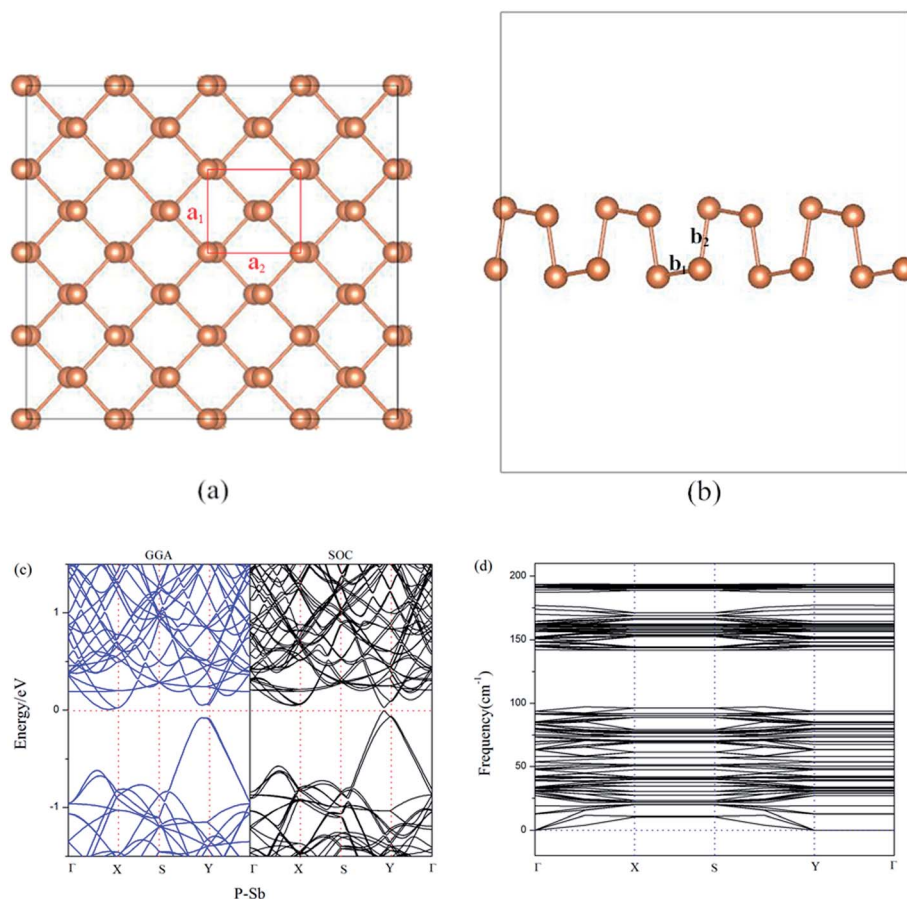 a₁
a₂
b₂
b₁
(a)
(b)
(c)
GGA
SOC
(d)
Energy/eV
1
0
-1
Γ X S Y Γ X S Y Γ
P-Sb
Frequency(cm⁻¹)
200
150
100
50
0
Γ X S Y Γ